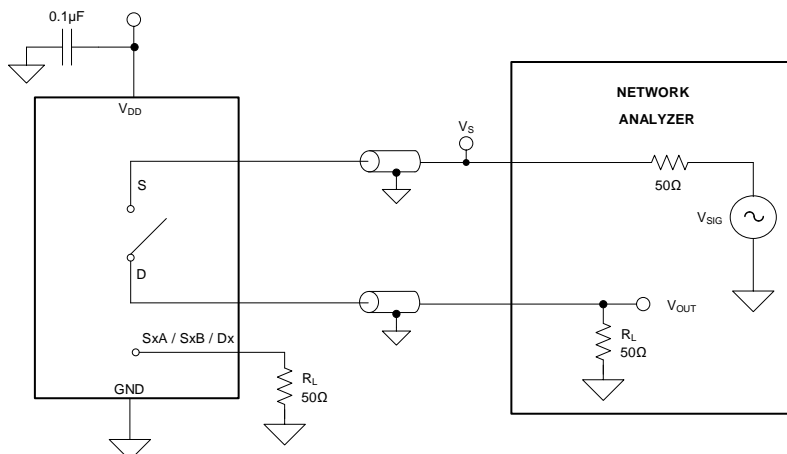 0.1µF
V_DD
S
D
SxA / SxB / Dx
R_L
50Ω
GND
V_S
NETWORK
ANALYZER
50Ω
V_SIG
V_OUT
R_L
50Ω